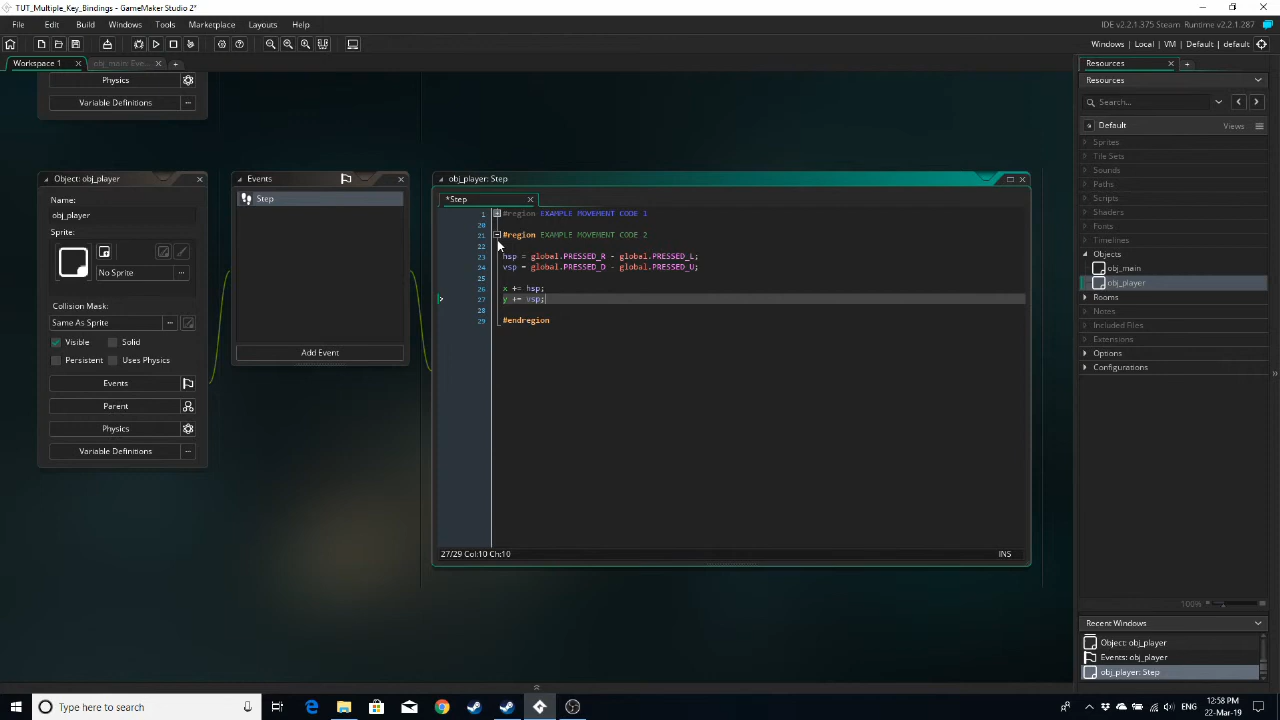 TUT_Multiple_Key_Bindings - GameMaker Studio 2*
File Edit Build Windows Tools Marketplace Layouts Help
IDE v2.2.1.375 Steam Runtime v2.2.1.287
Windows | Local | VM | Default | default
Workspace 1
obj_main: Eve...
Physics
Variable Definitions
Object: obj_player
Name:
obj_player
Sprite:
No Sprite
Collision Mask:
Same As Sprite
Visible Solid
Persistent Uses Physics
Events
Parent
Physics
Variable Definitions
Events
Step
Add Event
obj_player: Step
*Step
1 #region EXAMPLE MOVEMENT CODE 1
20
21 #region EXAMPLE MOVEMENT CODE 2
22
23 hsp = global.PRESSED_R - global.PRESSED_L;
24 vsp = global.PRESSED_D - global.PRESSED_U;
25
26 x += hsp;
27 y += vsp;
28
29 #endregion
27/29 Col:10 Ch:10
INS
Resources
Resources
Search...
Default
Views
Sprites
Tile Sets
Sounds
Paths
Scripts
Shaders
Fonts
Timelines
Objects
obj_main
obj_player
Rooms
Notes
Included Files
Extensions
Options
Configurations
100%
Recent Windows
Object: obj_player
Events: obj_player
obj_player: Step
Type here to search
12:58 PM
22-Mar-19